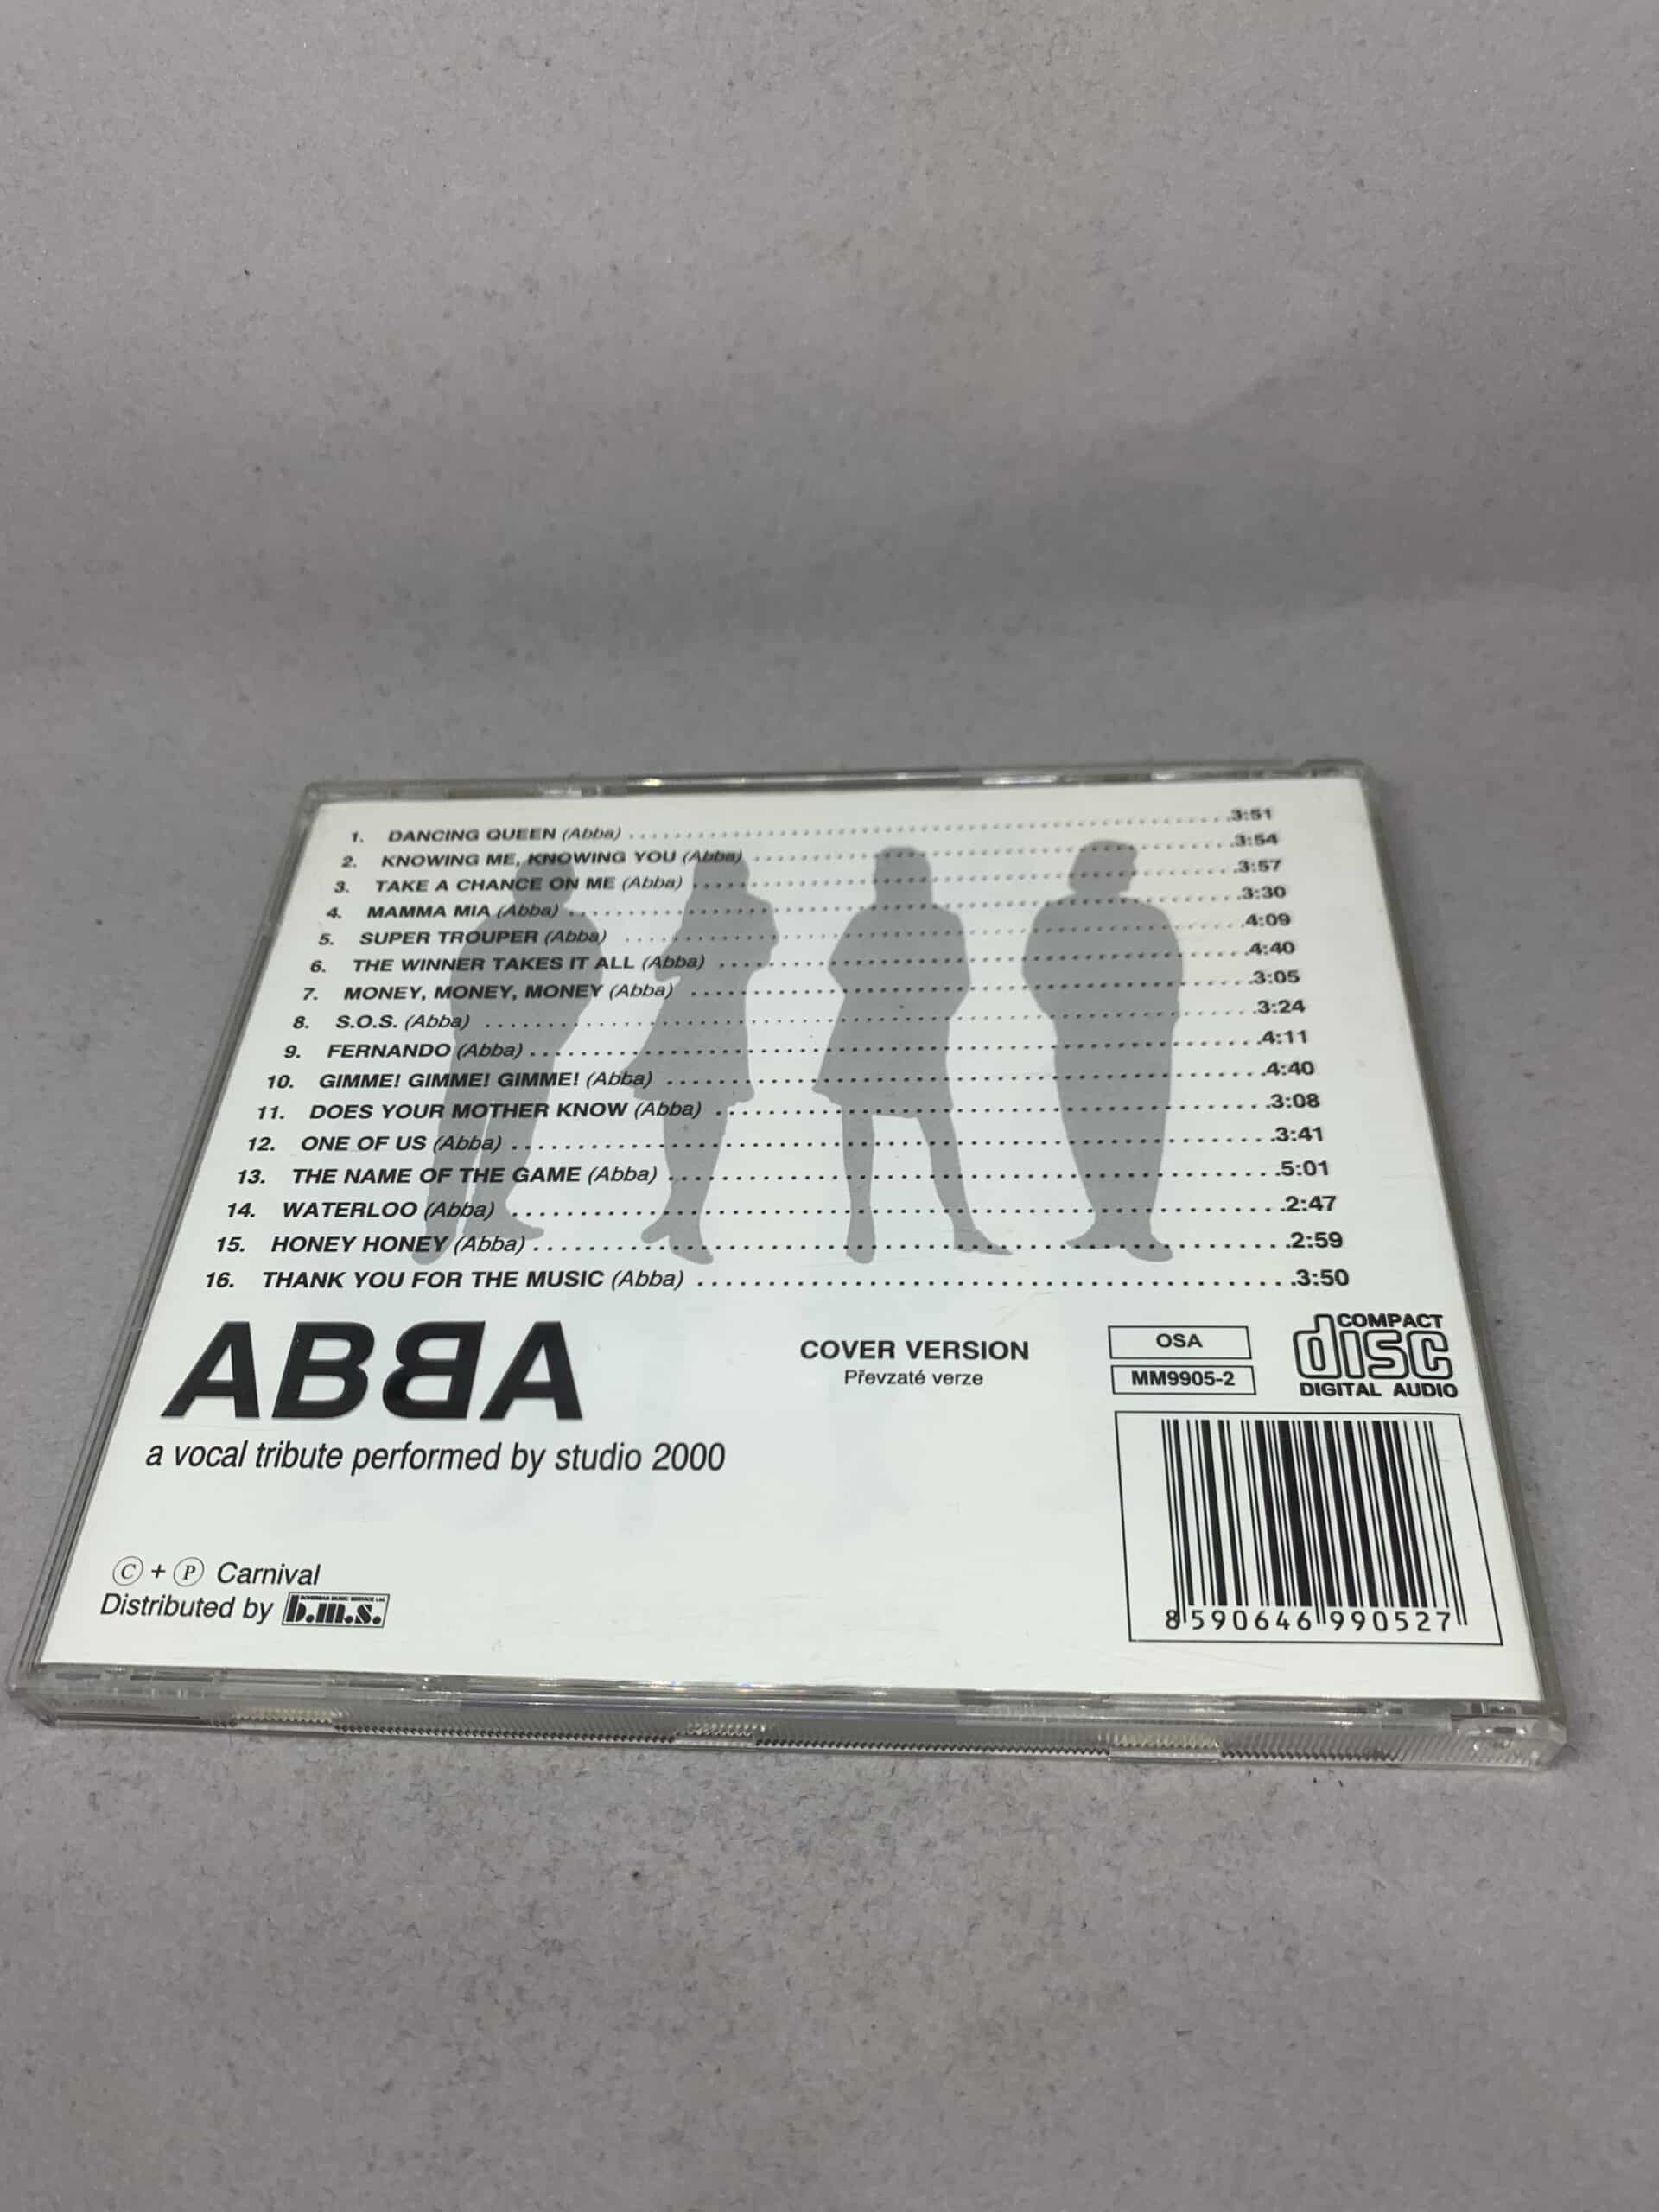 1. DANCING QUEEN (Abba) ..... 3:51
2. KNOWING ME, KNOWING YOU (Abba) ..... 3:54
3. TAKE A CHANCE ON ME (Abba) ..... 3:57
4. MAMMA MIA (Abba) ..... 3:30
5. SUPER TROUPER (Abba) ..... 4:09
6. THE WINNER TAKES IT ALL (Abba) ..... 4:40
7. MONEY, MONEY, MONEY (Abba) ..... 3:05
8. S.O.S. (Abba) ..... 3:24
9. FERNANDO (Abba) ..... 4:11
10. GIMME! GIMME! GIMME! (Abba) ..... 4:40
11. DOES YOUR MOTHER KNOW (Abba) ..... 3:08
12. ONE OF US (Abba) ..... 3:41
13. THE NAME OF THE GAME (Abba) ..... 5:01
14. WATERLOO (Abba) ..... 2:47
15. HONEY HONEY (Abba) ..... 2:59
16. THANK YOU FOR THE MUSIC (Abba) ..... 3:50
ABBA
a vocal tribute performed by studio 2000
COVER VERSION
Převzaté verze
OSA
MM9905-2
COMPACT
disc
DIGITAL AUDIO
Ⓒ + Ⓟ Carnival
Distributed by b.m.s.
BOHEMIAN MUSIC SERVICE Ltd.
8 590646 990527